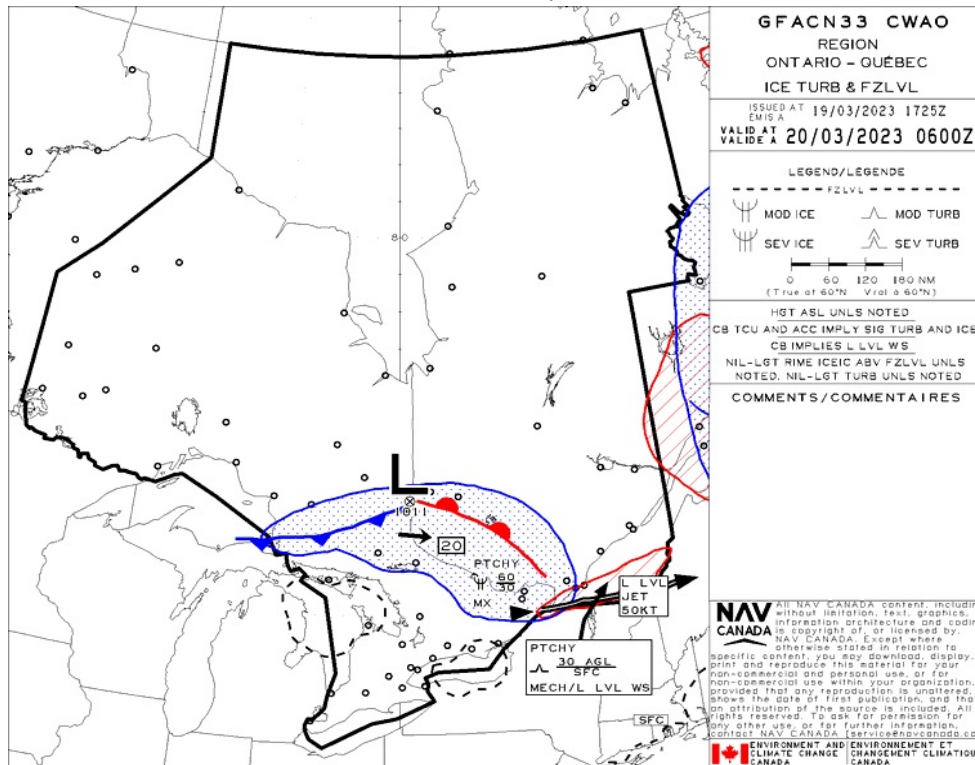 GFACN33 CWAO
REGION
ONTARIO - QUÉBEC
ICE TURB & FZLVL
ISSUED AT
ÉMIS A
19/03/2023 1725Z
VALID AT
VALIDE A
20/03/2023 0600Z
LEGEND/LÉGENDE
FZLVL
MOD ICE
MOD TURB
SEV ICE
SEV TURB
0 60 120 180 NM
(True at 60°N Vrai à 60°N)
HGT ASL UNLS NOTED
CB TCU AND ACC IMPLY SIG TURB AND ICE
CB IMPLIES L LVL WS
NIL-LGT RIME ICEIC ABV FZLVL UNLS
NOTED. NIL-LGT TURB UNLS NOTED
COMMENTS/COMMENTAIRES
80
L
1011
20
PTCHY
60
30
MX
L LVL
JET
50KT
PTCHY
30 AGL
SFC
MECH/L LVL WS
SFC
NAV
CANADA
All NAV CANADA content, includin
without limitation, text, graphics,
information architecture and codin
is copyright of, or licensed by,
NAV CANADA. Except where
otherwise stated in relation to
specific content, you may download, display,
print and reproduce this material for your
non-commercial and personal use, or for
non-commercial use within your organization,
provided that any reproduction is unaltered,
shows the date of first publication, and tha
an attribution of the source is included. All
rights reserved. To ask for permission for
any other use, or for further information,
contact NAV CANADA [service@navcanada.ca
ENVIRONMENT AND
CLIMATE CHANGE
CANADA
ENVIRONNEMENT ET
CHANGEMENT CLIMATIQU
CANADA